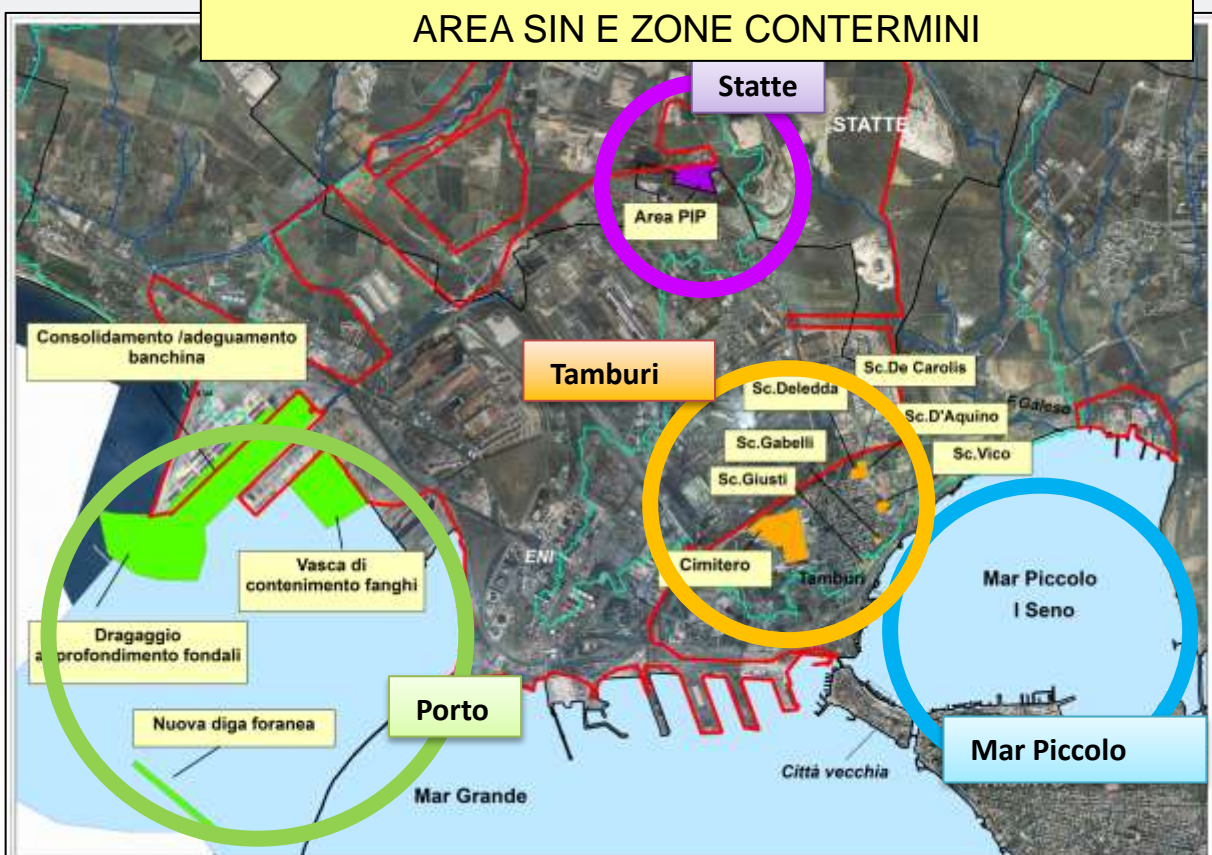 AREA SIN E ZONE CONTERMINI
Statte
STATTE
Area PIP
Consolidamento /adeguamento
banchina
Tamburi
Sc.De Carolis
Sc.Deledda
F.Galeso
Sc.D'Aquino
Sc.Gabelli
Sc.Vico
Sc.Giusti
ENI
Vasca di
contenimento fanghi
Cimitero
Tamburi
Mar Piccolo
I Seno
Dragaggio
approfondimento fondali
Porto
Nuova diga foranea
Mar Piccolo
Città vecchia
Mar Grande